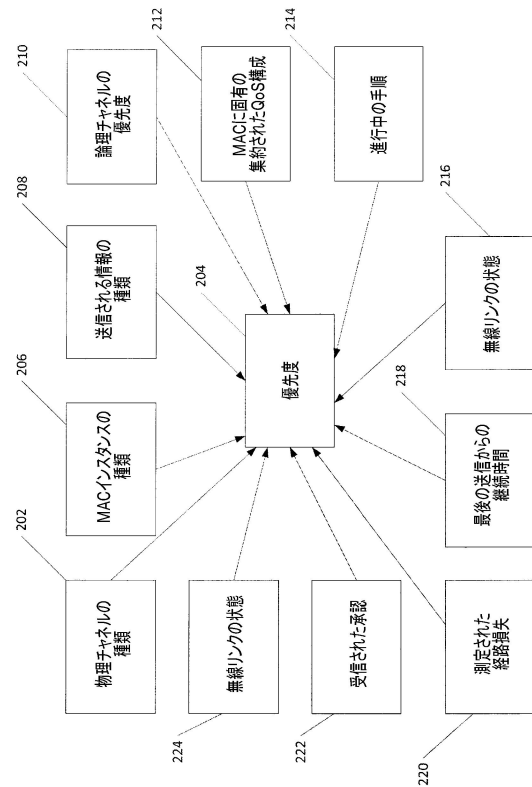 202
物理チャネルの
種類
206
MACインスタンスの
種類
208
送信される情報の
種類
210
論理チャネルの
優先度
224
無線リンクの状態
204
優先度
212
MACに固有の
集約されたQoS構成
222
受信された承認
214
進行中の手順
220
測定された
経路損失
218
最後の送信からの
継続時間
216
無線リンクの状態